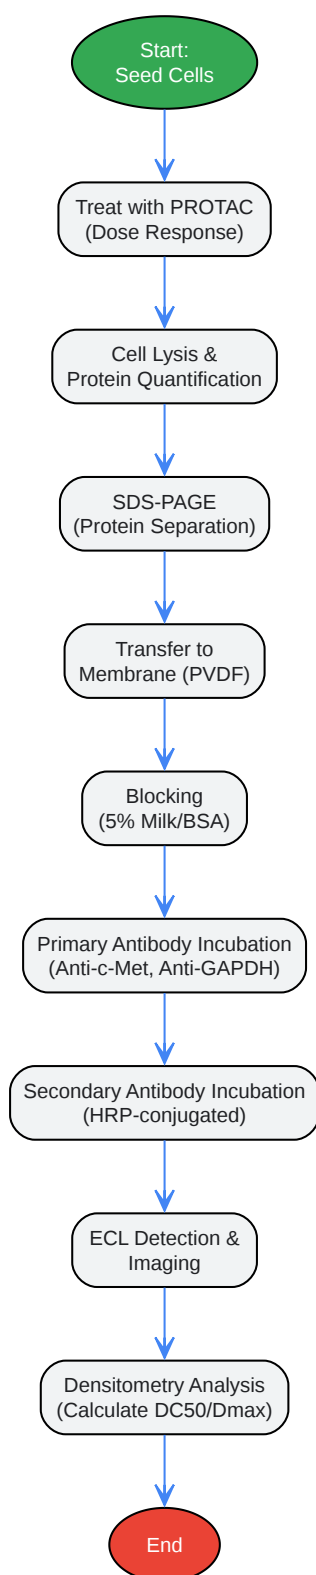 Start:
Seed Cells
Treat with PROTAC
(Dose Response)
Cell Lysis &
Protein Quantification
SDS-PAGE
(Protein Separation)
Transfer to
Membrane (PVDF)
Blocking
(5% Milk/BSA)
Primary Antibody Incubation
(Anti-c-Met, Anti-GAPDH)
Secondary Antibody Incubation
(HRP-conjugated)
ECL Detection &
Imaging
Densitometry Analysis
(Calculate DC50/Dmax)
End